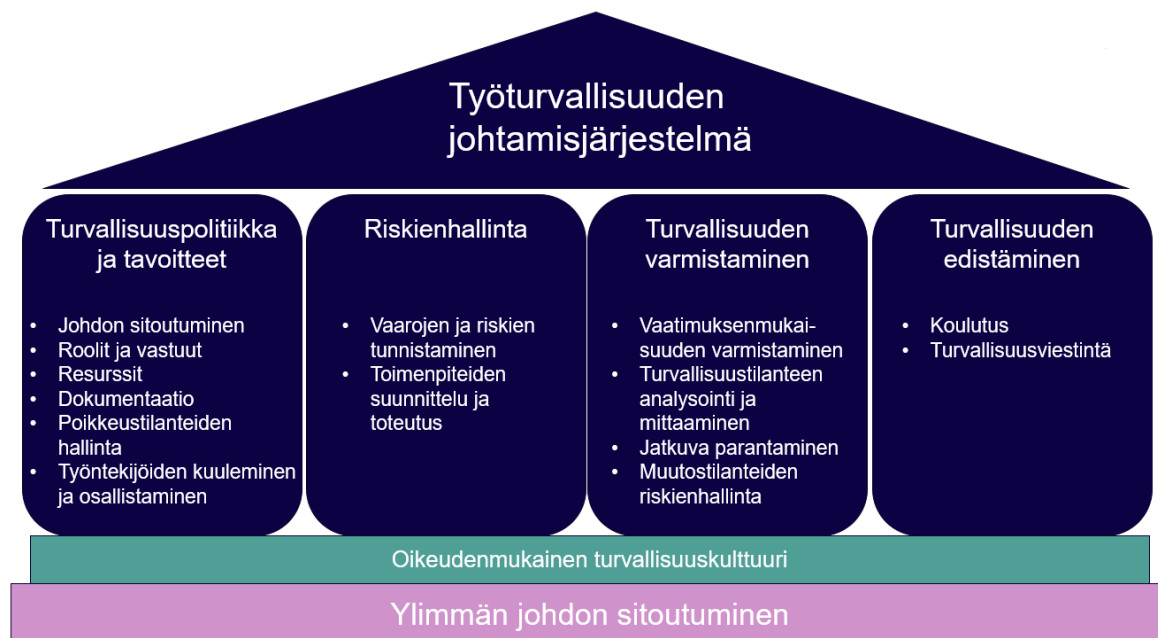 Työturvallisuuden
johtamisjärjestelmä
Turvallisuuspolitiikka
ja tavoitteet
• Johdon sitoutuminen
• Roolit ja vastuut
• Resurssit
• Dokumentaatio
• Poikkeustilanteiden
hallinta
• Työntekijöiden kuuleminen
ja osallistaminen
Riskienhallinta
• Vaarojen ja riskien
tunnistaminen
• Toimenpiteiden
suunnittelu ja
toteutus
Turvallisuuden
varmistaminen
• Vaatimuksenmukai-
suuden varmistaminen
• Turvallisuustilanteen
analysointi ja
mittaaminen
• Jatkuva parantaminen
• Muutostilanteiden
riskienhallinta
Turvallisuuden
edistäminen
• Koulutus
• Turvallisuusviestintä
Oikeudenmukainen turvallisuuskulttuuri
Ylimmän johdon sitoutuminen